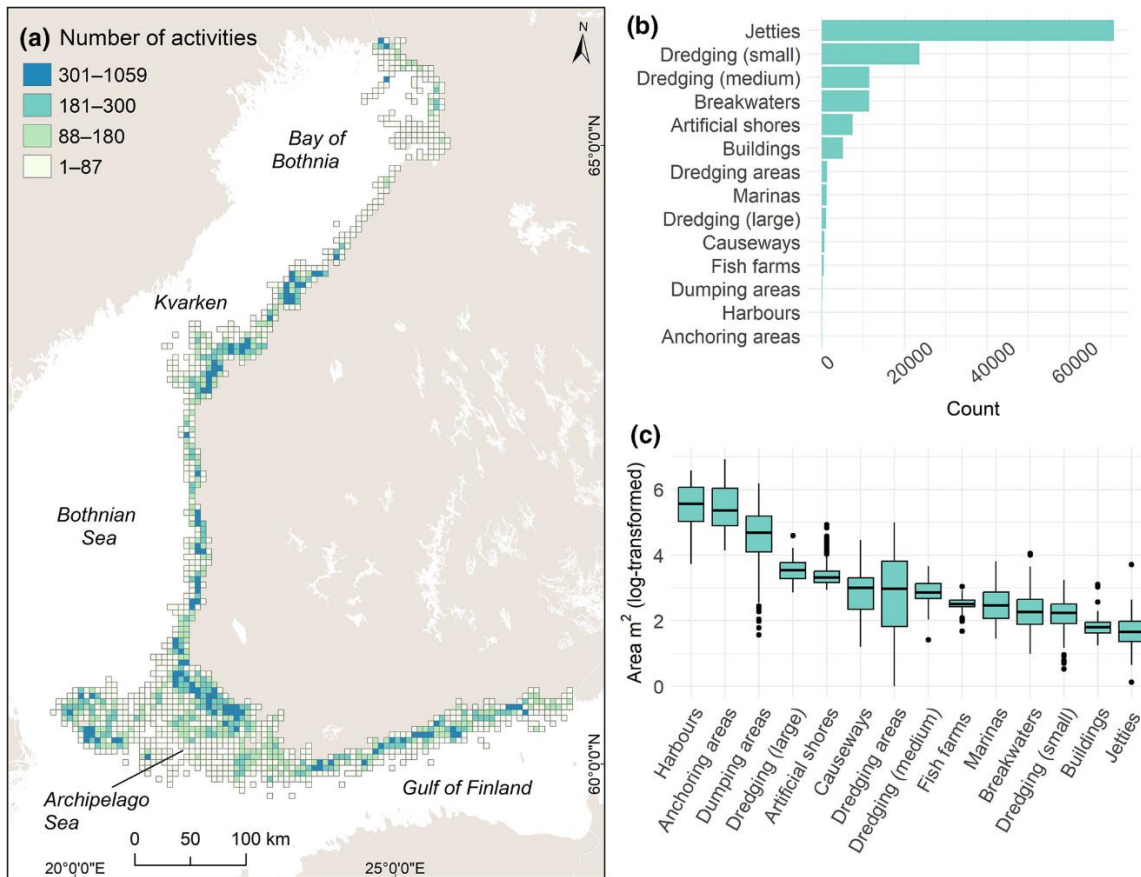 (a) Number of activities
301–1059
181–300
88–180
1–87
N
Bay of
Bothnia
Kvarken
Bothnian
Sea
Archipelago
Sea
Gulf of Finland
0 50 100 km
20°0'0"E
25°0'0"E
65°0'0"N
60°0'0"N
(b)
Jetties
Dredging (small)
Dredging (medium)
Breakwaters
Artificial shores
Buildings
Dredging areas
Marinas
Dredging (large)
Causeways
Fish farms
Dumping areas
Harbours
Anchoring areas
0
20000
40000
60000
Count
(c)
Area m² (log-transformed)
6
4
2
0
Harbours
Anchoring areas
Dumping areas
Dredging (large)
Artificial shores
Causeways
Dredging areas
Dredging (medium)
Fish farms
Marinas
Breakwaters
Dredging (small)
Buildings
Jetties